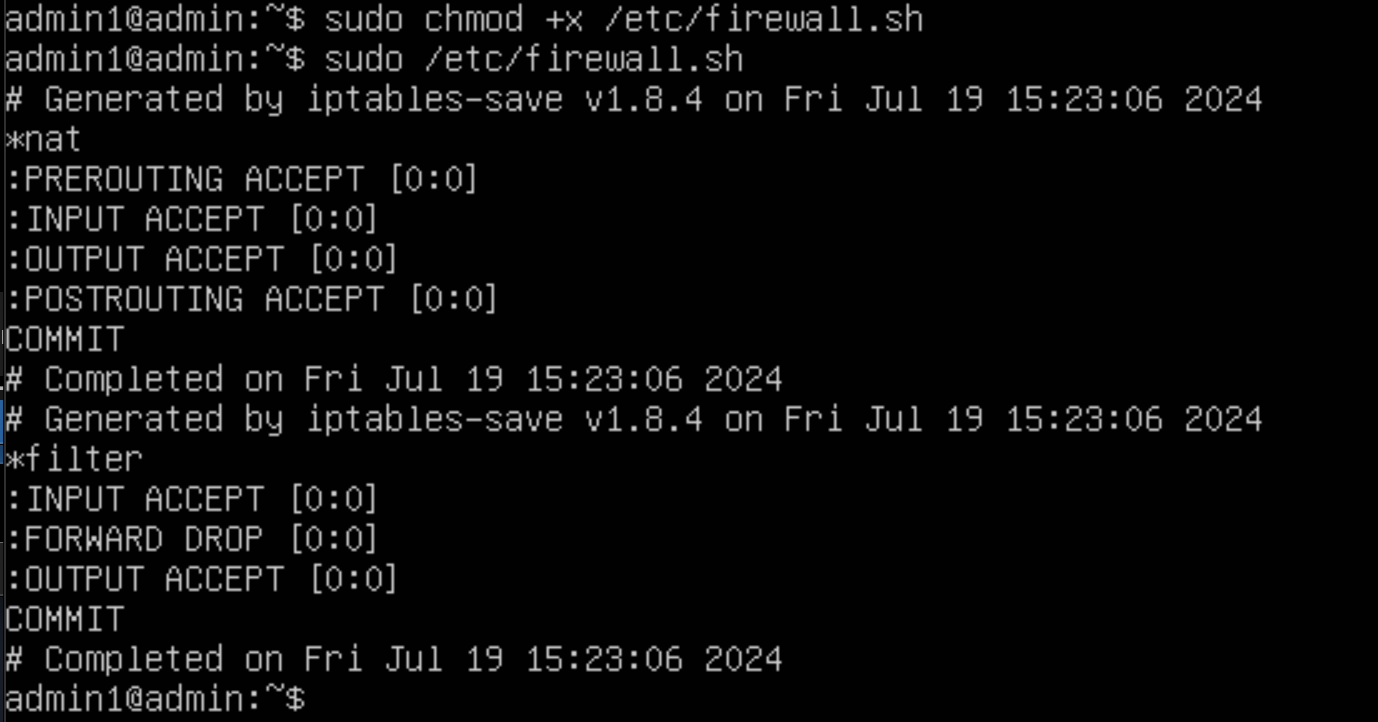 admin1@admin:~$ sudo chmod +x /etc/firewall.sh
admin1@admin:~$ sudo /etc/firewall.sh
# Generated by iptables-save v1.8.4 on Fri Jul 19 15:23:06 2024
*nat
:PREROUTING ACCEPT [0:0]
:INPUT ACCEPT [0:0]
:OUTPUT ACCEPT [0:0]
:POSTROUTING ACCEPT [0:0]
COMMIT
# Completed on Fri Jul 19 15:23:06 2024
# Generated by iptables-save v1.8.4 on Fri Jul 19 15:23:06 2024
*filter
:INPUT ACCEPT [0:0]
:FORWARD DROP [0:0]
:OUTPUT ACCEPT [0:0]
COMMIT
# Completed on Fri Jul 19 15:23:06 2024
admin1@admin:~$